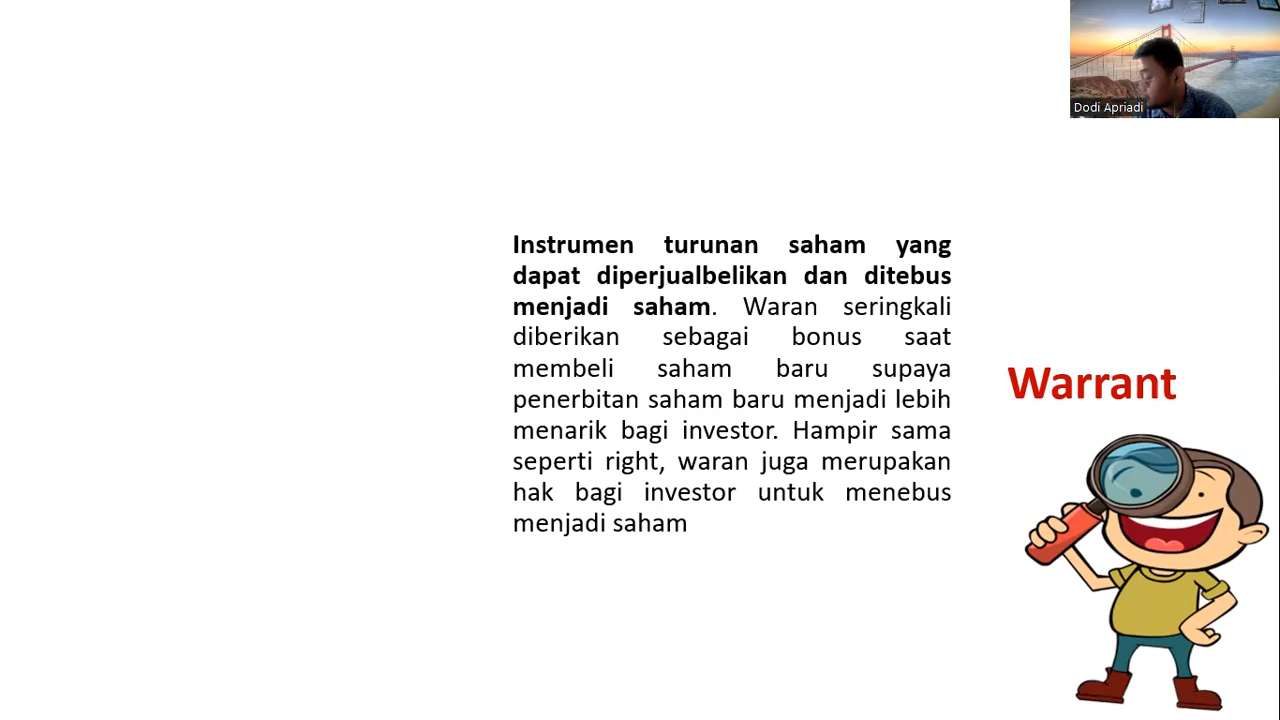 Dodi Apriadi
Instrumen turunan saham yang
dapat diperjualbelikan dan ditebus
menjadi saham. Waran seringkali
diberikan sebagai bonus saat
membeli saham baru supaya
penerbitan saham baru menjadi lebih
menarik bagi investor. Hampir sama
seperti right, waran juga merupakan
hak bagi investor untuk menebus
menjadi saham
Warrant